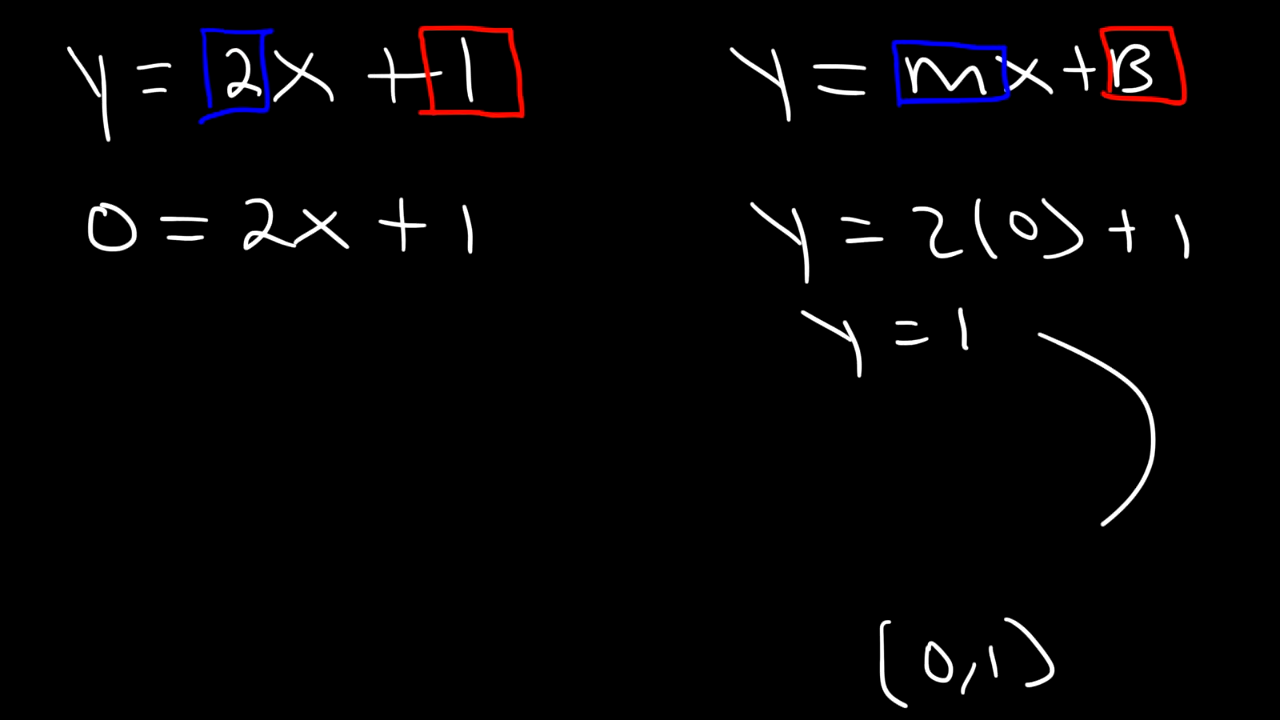 y = 2x + 1
y = mx + B
0 = 2x + 1
y = 2(0) + 1
y = 1
(0,1)